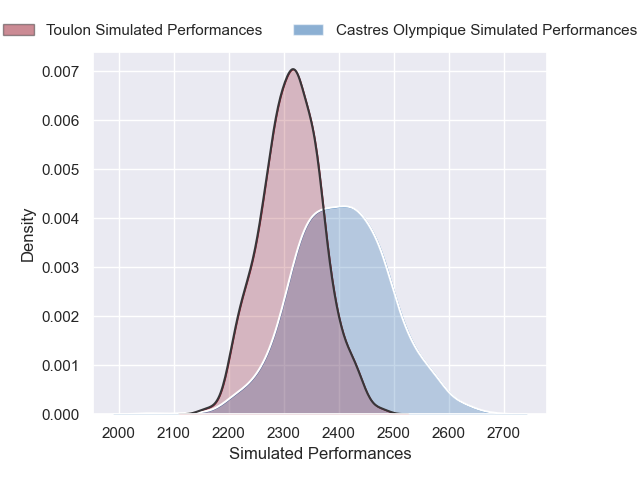 Toulon Simulated Performances Castres Olympique Simulated Performances
0.007
0.006
0.005
0.004
0.003
0.002
0.001
0.000
Density
2000 2100 2200 2300 2400 2500 2600 2700
Simulated Performances